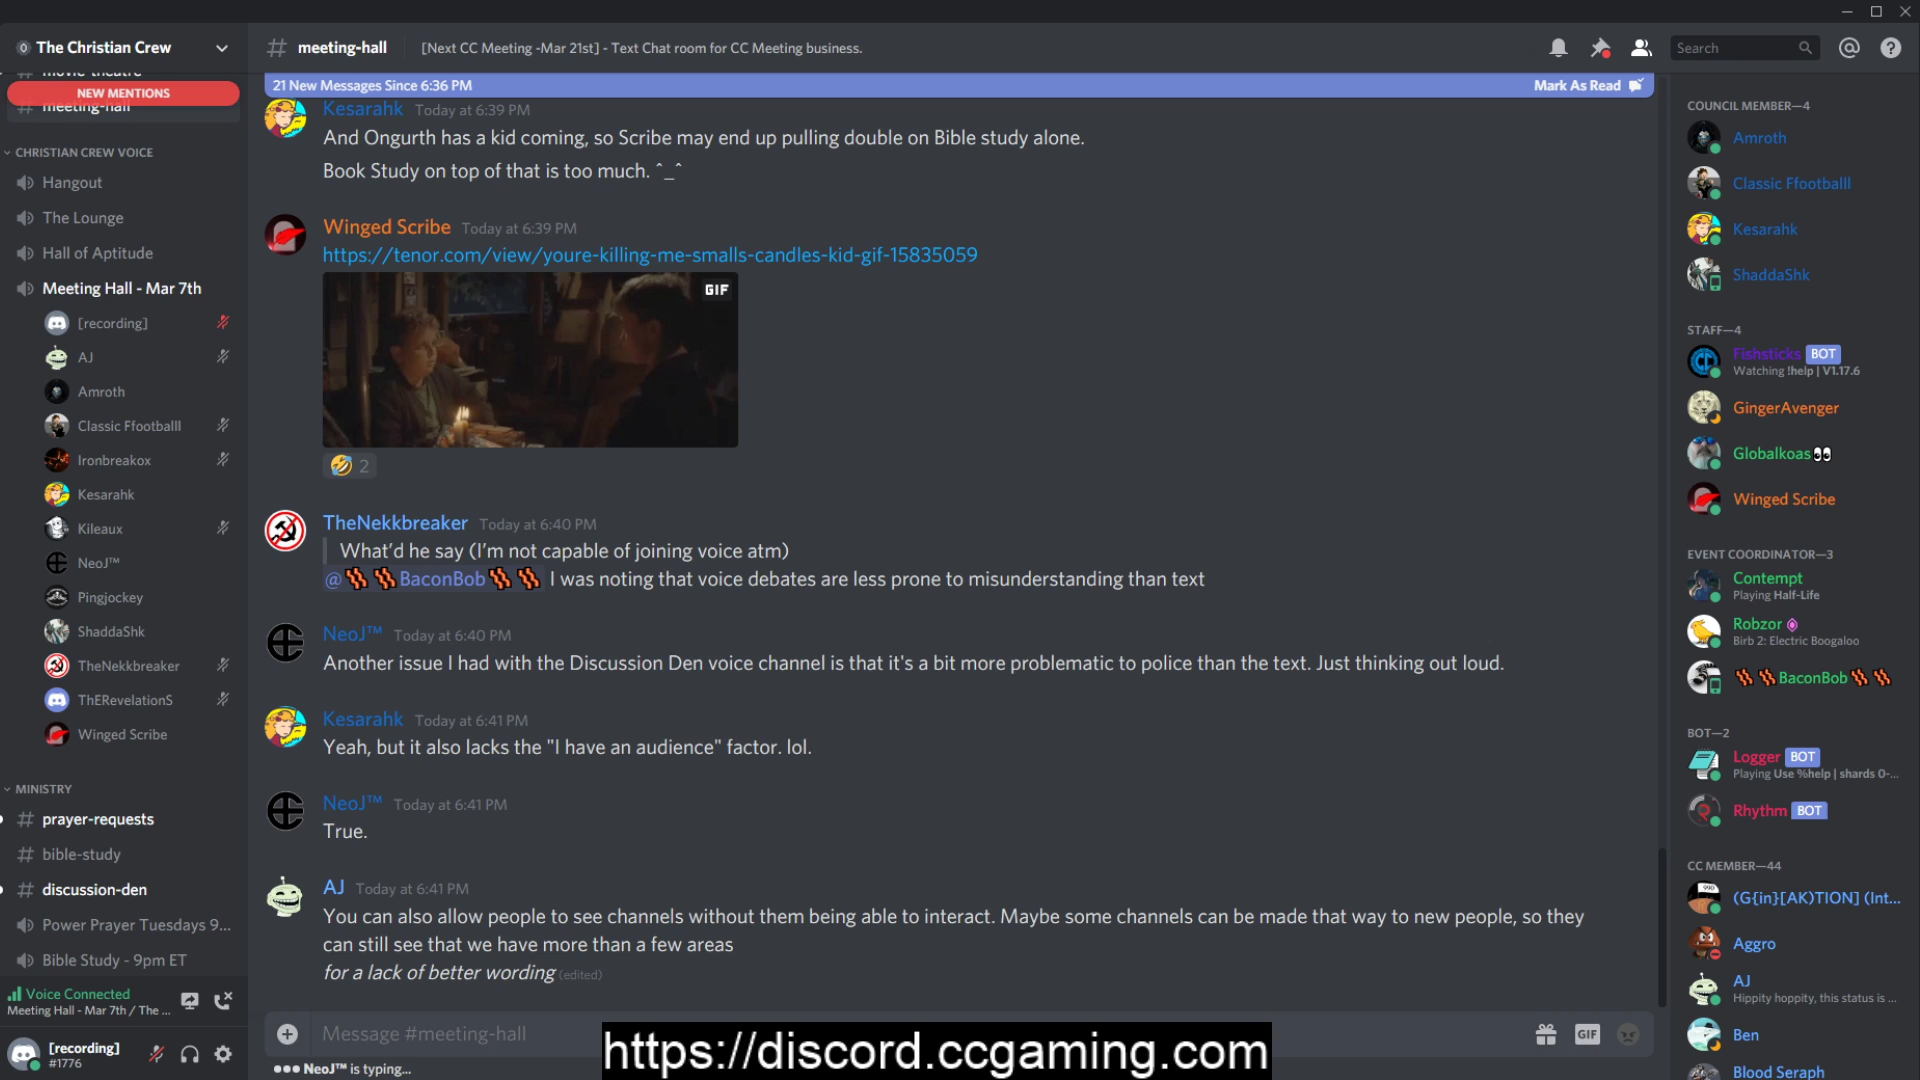 The Christian Crew
movie-theatre
NEW MENTIONS
meeting-hall
CHRISTIAN CREW VOICE
Hangout
The Lounge
Hall of Aptitude
Meeting Hall - Mar 7th
[recording]
AJ
Amroth
Classic Ffootballl
Ironbreakox
Kesarahk
Kileaux
NeoJ™
Pingjockey
ShaddaShk
TheNekkbreaker
ThERevelationS
Winged Scribe
MINISTRY
prayer-requests
bible-study
discussion-den
Power Prayer Tuesdays 9...
Bible Study - 9pm ET
Voice Connected
Meeting Hall - Mar 7th / The ...
[recording]
#1776
meeting-hall
[Next CC Meeting -Mar 21st] - Text Chat room for CC Meeting business.
Search
21 New Messages Since 6:36 PM
Mark As Read
Kesarahk Today at 6:39 PM
And Ongurth has a kid coming, so Scribe may end up pulling double on Bible study alone.
Book Study on top of that is too much. ^_^
Winged Scribe Today at 6:39 PM
https://tenor.com/view/youre-killing-me-smalls-candles-kid-gif-15835059
GIF
2
TheNekkbreaker Today at 6:40 PM
What’d he say (I’m not capable of joining voice atm)
@🥓🥓BaconBob🥓🥓 I was noting that voice debates are less prone to misunderstanding than text
NeoJ™ Today at 6:40 PM
Another issue I had with the Discussion Den voice channel is that it's a bit more problematic to police than the text. Just thinking out loud.
Kesarahk Today at 6:41 PM
Yeah, but it also lacks the "I have an audience" factor. lol.
NeoJ™ Today at 6:41 PM
True.
AJ Today at 6:41 PM
You can also allow people to see channels without them being able to interact. Maybe some channels can be made that way to new people, so they
can still see that we have more than a few areas
for a lack of better wording (edited)
Message #meeting-hall
GIF
NeoJ™ is typing...
https://discord.ccgaming.com
COUNCIL MEMBER—4
Amroth
Classic Ffootballl
Kesarahk
ShaddaShk
STAFF—4
Fishsticks BOT
Watching !help | V1.17.6
GingerAvenger
Globalkoas👀
Winged Scribe
EVENT COORDINATOR—3
Contempt
Playing Half-Life
Robzor
Birb 2: Electric Boogaloo
🥓🥓BaconBob🥓🥓
BOT—2
Logger BOT
Playing Use %help | shards 0-...
Rhythm BOT
CC MEMBER—44
(G{in}[AK)TION] (Int...
Aggro
AJ
Hippity hoppity, this status is ...
Ben
Blood Seraph